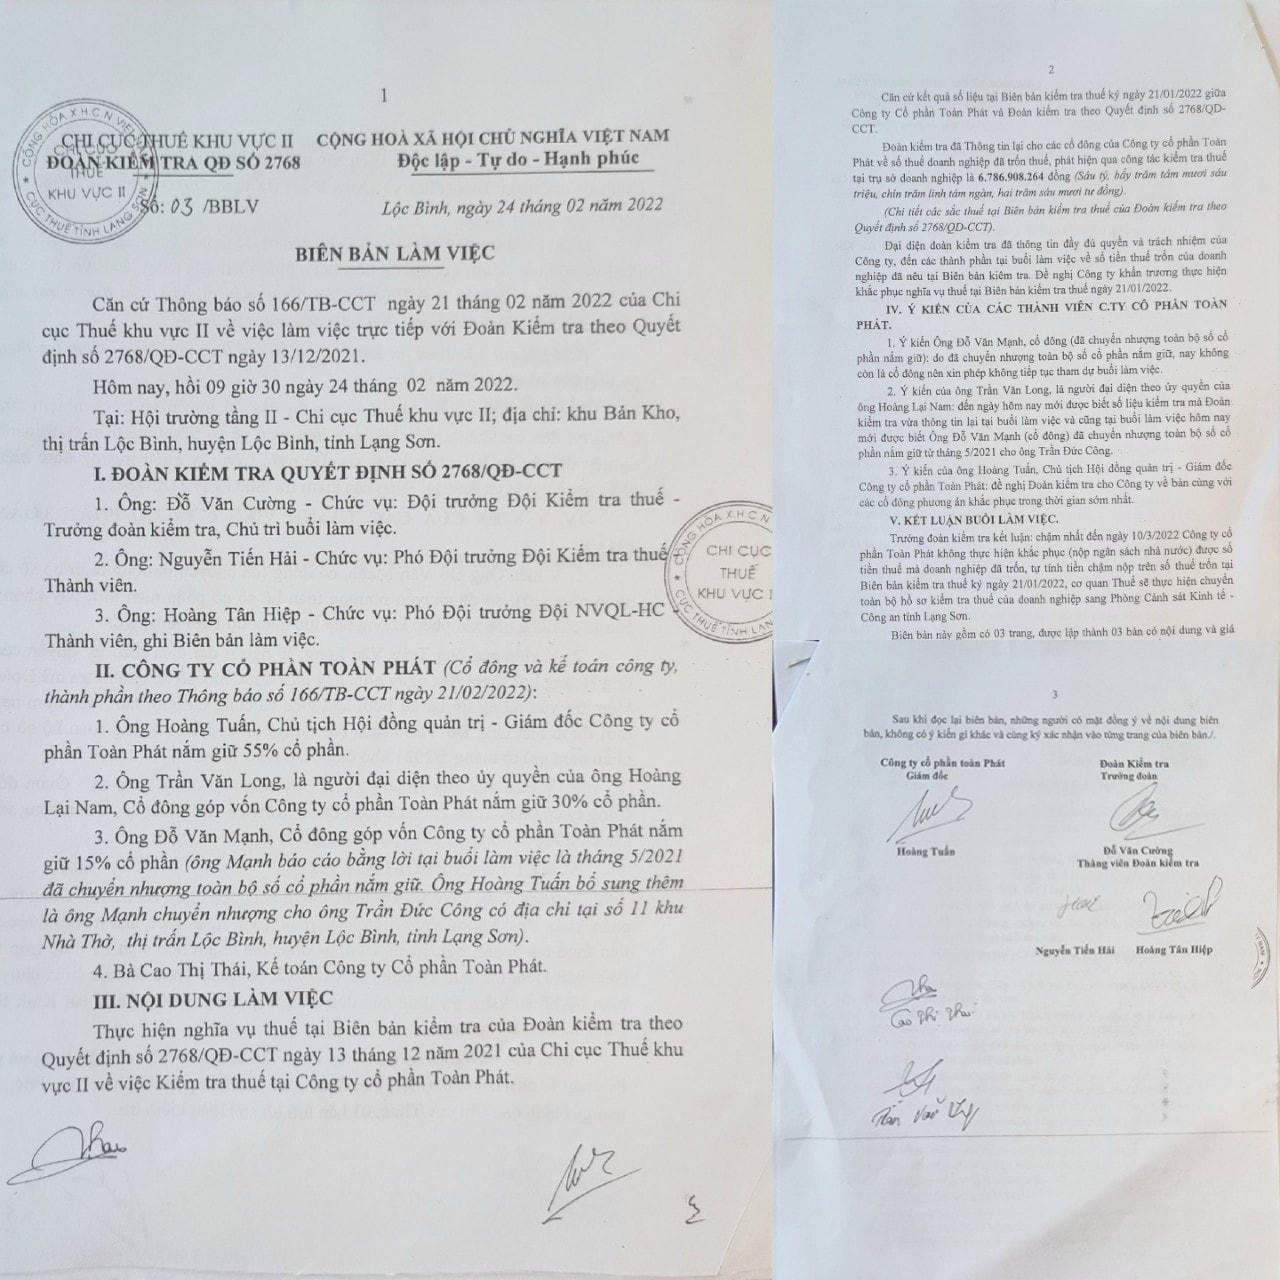 1
CHI CỤC THUẾ KHU VỰC II
ĐOÀN KIỂM TRA QĐ SỐ 2768
Số: 03 /BBLV
CỘNG HOÀ XÃ HỘI CHỦ NGHĨA VIỆT NAM
Độc lập - Tự do - Hạnh phúc
Lộc Bình, ngày 24 tháng 02 năm 2022
CỘNG HÒA X.H.C.N VIỆT NAM
CHI CỤC
THUẾ
KHU VỰC II
CỤC THUẾ TỈNH LẠNG SƠN
BIÊN BẢN LÀM VIỆC
Căn cứ Thông báo số 166/TB-CCT ngày 21 tháng 02 năm 2022 của Chi
cục Thuế khu vực II về việc làm việc trực tiếp với Đoàn Kiểm tra theo Quyết
định số 2768/QĐ-CCT ngày 13/12/2021.
Hôm nay, hồi 09 giờ 30 ngày 24 tháng 02 năm 2022.
Tại: Hội trường tầng II - Chi cục Thuế khu vực II; địa chỉ: khu Bản Kho,
thị trấn Lộc Bình, huyện Lộc Bình, tỉnh Lạng Sơn.
I. ĐOÀN KIỂM TRA QUYẾT ĐỊNH SỐ 2768/QĐ-CCT
1. Ông: Đỗ Văn Cường - Chức vụ: Đội trưởng Đội Kiểm tra thuế -
Trưởng đoàn kiểm tra, Chủ trì buổi làm việc.
2. Ông: Nguyễn Tiến Hải - Chức vụ: Phó Đội trưởng Đội Kiểm tra thuế
Thành viên.
3. Ông: Hoàng Tân Hiệp - Chức vụ: Phó Đội trưởng Đội NVQL-HC -
Thành viên, ghi Biên bản làm việc.
CỘNG HÒA X.H.C.N
CHI CỤC
THUẾ
KHU VỰC I
CỤC THUẾ TỈNH LẠNG
II. CÔNG TY CỔ PHẦN TOÀN PHÁT (Cổ đông và kế toán công ty,
thành phần theo Thông báo số 166/TB-CCT ngày 21/02/2022):
1. Ông Hoàng Tuấn, Chủ tịch Hội đồng quản trị - Giám đốc Công ty cổ
phần Toàn Phát nắm giữ 55% cổ phần.
2. Ông Trần Văn Long, là người đại diện theo ủy quyền của ông Hoàng
Lại Nam, Cổ đông góp vốn Công ty cổ phần Toàn Phát nắm giữ 30% cổ phần.
3. Ông Đỗ Văn Mạnh, Cổ đông góp vốn Công ty cổ phần Toàn Phát nắm
giữ 15% cổ phần (ông Mạnh báo cáo bằng lời tại buổi làm việc là tháng 5/2021
đã chuyển nhượng toàn bộ số cổ phần nắm giữ. Ông Hoàng Tuấn bổ sung thêm
là ông Mạnh chuyển nhượng cho ông Trần Đức Công có địa chỉ tại số 11 khu
Nhà Thờ, thị trấn Lộc Bình, huyện Lộc Bình, tỉnh Lạng Sơn).
4. Bà Cao Thị Thái, Kế toán Công ty Cổ phần Toàn Phát.
III. NỘI DUNG LÀM VIỆC
Thực hiện nghĩa vụ thuế tại Biên bản kiểm tra của Đoàn kiểm tra theo
Quyết định số 2768/QĐ-CCT ngày 13 tháng 12 năm 2021 của Chi cục Thuế khu
vực II về việc Kiểm tra thuế tại Công ty cổ phần Toàn Phát.
2
Căn cứ kết quả số liệu tại Biên bản kiểm tra thuế ký ngày 21/01/2022 giữa
Công ty Cổ phần Toàn Phát và Đoàn kiểm tra theo Quyết định số 2768/QĐ-
CCT.
Đoàn kiểm tra đã Thông tin lại cho các cổ đông của Công ty cổ phần Toàn
Phát về số thuế doanh nghiệp đã trốn thuế, phát hiện qua công tác kiểm tra thuế
tại trụ sở doanh nghiệp là 6.786.908.264 đồng (Sáu tỷ, bảy trăm tám mươi sáu
triệu, chín trăm linh tám ngàn, hai trăm sáu mươi tư đồng).
(Chi tiết các sắc thuế tại Biên bản kiểm tra thuế của Đoàn kiểm tra theo
Quyết định số 2768/QĐ-CCT).
Đại diện đoàn kiểm tra đã thông tin đầy đủ quyền và trách nhiệm của
Công ty, đến các thành phần tại buổi làm việc về số tiền thuế trốn của doanh
nghiệp đã nêu tại Biên bản kiểm tra. Đề nghị Công ty khẩn trương thực hiện
khắc phục nghĩa vụ thuế tại Biên bản kiểm tra thuế ngày 21/01/2022.
IV. Ý KIẾN CỦA CÁC THÀNH VIÊN C.TY CỔ PHẦN TOÀN
PHÁT.
1. Ý kiến Ông Đỗ Văn Mạnh, cổ đông (đã chuyển nhượng toàn bộ số cổ
phần nắm giữ): do đã chuyển nhượng toàn bộ số cổ phần nắm giữ, nay không
còn là cổ đông nên xin phép không tiếp tục tham dự buổi làm việc.
2. Ý kiến của ông Trần Văn Long, là người đại diện theo ủy quyền của
ông Hoàng Lại Nam: đến ngày hôm nay mới được biết số liệu kiểm tra mà Đoàn
kiểm tra vừa thông tin lại tại buổi làm việc và cũng tại buổi làm việc hôm nay
mới được biết Ông Đỗ Văn Mạnh (cổ đông) đã chuyển nhượng toàn bộ số cổ
phần nắm giữ từ tháng 5/2021 cho ông Trần Đức Công.
3. Ý kiến của ông Hoàng Tuấn, Chủ tịch Hội đồng quản trị - Giám đốc
Công ty cổ phần Toàn Phát: đề nghị Đoàn kiểm tra cho Công ty về bàn cùng với
các cổ đông phương án khắc phục trong thời gian sớm nhất.
V. KẾT LUẬN BUỔI LÀM VIỆC.
Trưởng đoàn kiểm tra kết luận: chậm nhất đến ngày 10/3/2022 Công ty cổ
phần Toàn Phát không thực hiện khắc phục (nộp ngân sách nhà nước) được số
tiền thuế mà doanh nghiệp đã trốn, tự tính tiền chậm nộp trên số thuế trốn tại
Biên bản kiểm tra thuế ký ngày 21/01/2022, cơ quan Thuế sẽ thực hiện chuyển
toàn bộ hồ sơ kiểm tra thuế của doanh nghiệp sang Phòng Cảnh sát Kinh tế -
Công an tỉnh Lạng Sơn.
Biên bản này gồm có 03 trang, được lập thành 03 bản có nội dung và giá
3
Sau khi đọc lại biên bản, những người có mặt đồng ý về nội dung biên
bản, không có ý kiến gì khác và cùng ký xác nhận vào từng trang của biên bản./.
Công ty cổ phần toàn Phát
Giám đốc
Hoàng Tuấn
Đoàn Kiểm tra
Trưởng đoàn
Đỗ Văn Cường
Thàng viên Đoàn kiểm tra
Nguyễn Tiến Hải
Hoàng Tân Hiệp
Cao Thị Thái
Trần Văn Long